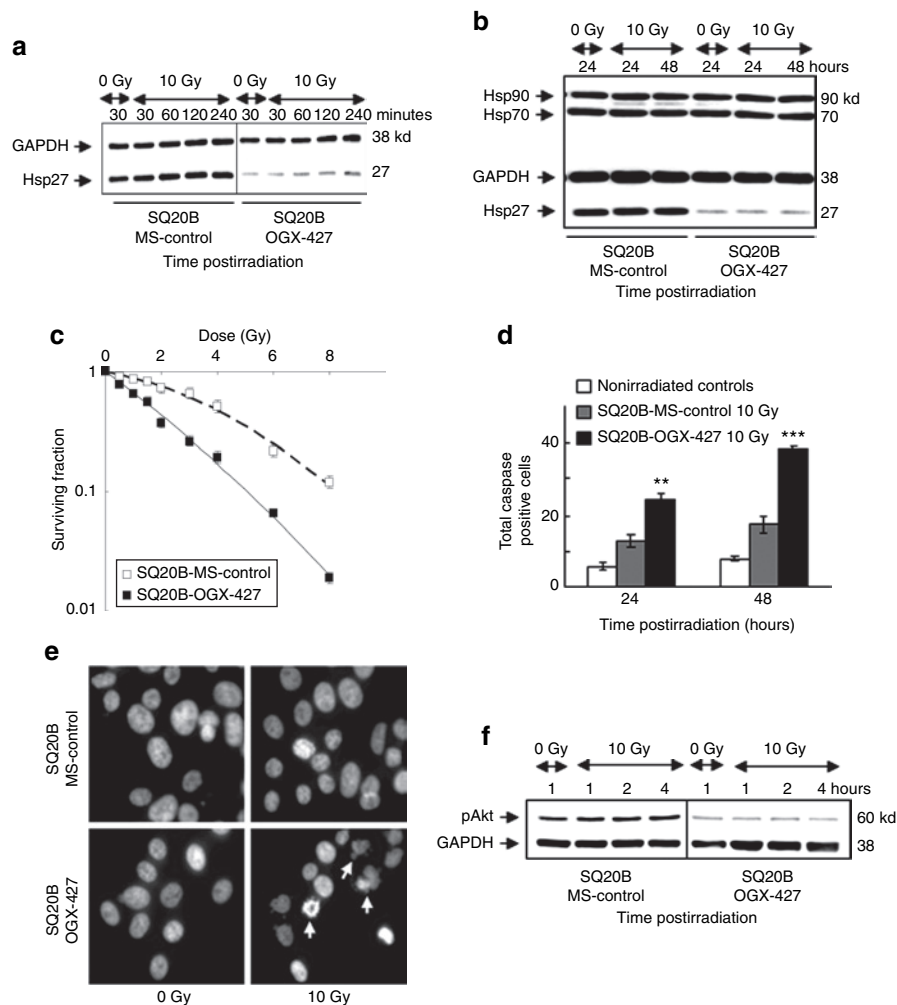 a
0 Gy 10 Gy 0 Gy 10 Gy
30 30 60 120 240 30 30 60 120 240 minutes
GAPDH 38 kd
Hsp27 27
SQ20B SQ20B
MS-control OGX-427
Time postirradiation
b
0 Gy 10 Gy 0 Gy 10 Gy
24 24 48 24 24 48 hours
Hsp90 90 kd
Hsp70 70
GAPDH 38
Hsp27 27
SQ20B SQ20B
MS-control OGX-427
Time postirradiation
c
Dose (Gy)
0 2 4 6 8
1
0.1
0.01
Surviving fraction
SQ20B-MS-control
SQ20B-OGX-427
d
Nonirradiated controls
SQ20B-MS-control 10 Gy
SQ20B-OGX-427 10 Gy
Total caspase
positive cells
40
20
0
** ***
24 48
Time postirradiation (hours)
e
SQ20B
MS-control
SQ20B
OGX-427
0 Gy 10 Gy
f
0 Gy 10 Gy 0 Gy 10 Gy
1 1 2 4 1 1 2 4 hours
pAkt 60 kd
GAPDH 38
SQ20B SQ20B
MS-control OGX-427
Time postirradiation